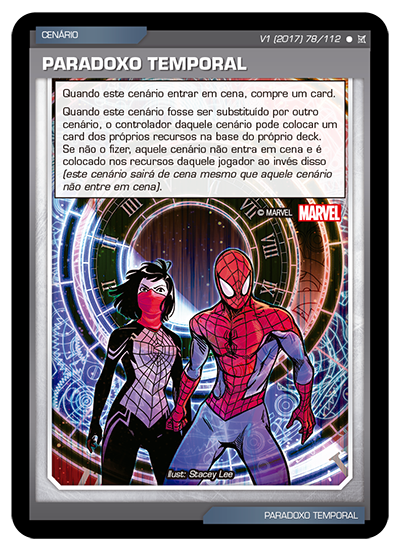 CENÁRIO
V1 (2017) 78/112
PARADOXO TEMPORAL
Quando este cenário entrar em cena, compre um card.
Quando este cenário fosse ser substituído por outro
cenário, o controlador daquele cenário pode colocar um
card dos próprios recursos na base do próprio deck.
Se não o fizer, aquele cenário não entra em cena e é
colocado nos recursos daquele jogador ao invés disso
(este cenário sairá de cena mesmo que aquele cenário
não entre em cena).
© MARVEL MARVEL
Illust: Stacey Lee
PARADOXO TEMPORAL